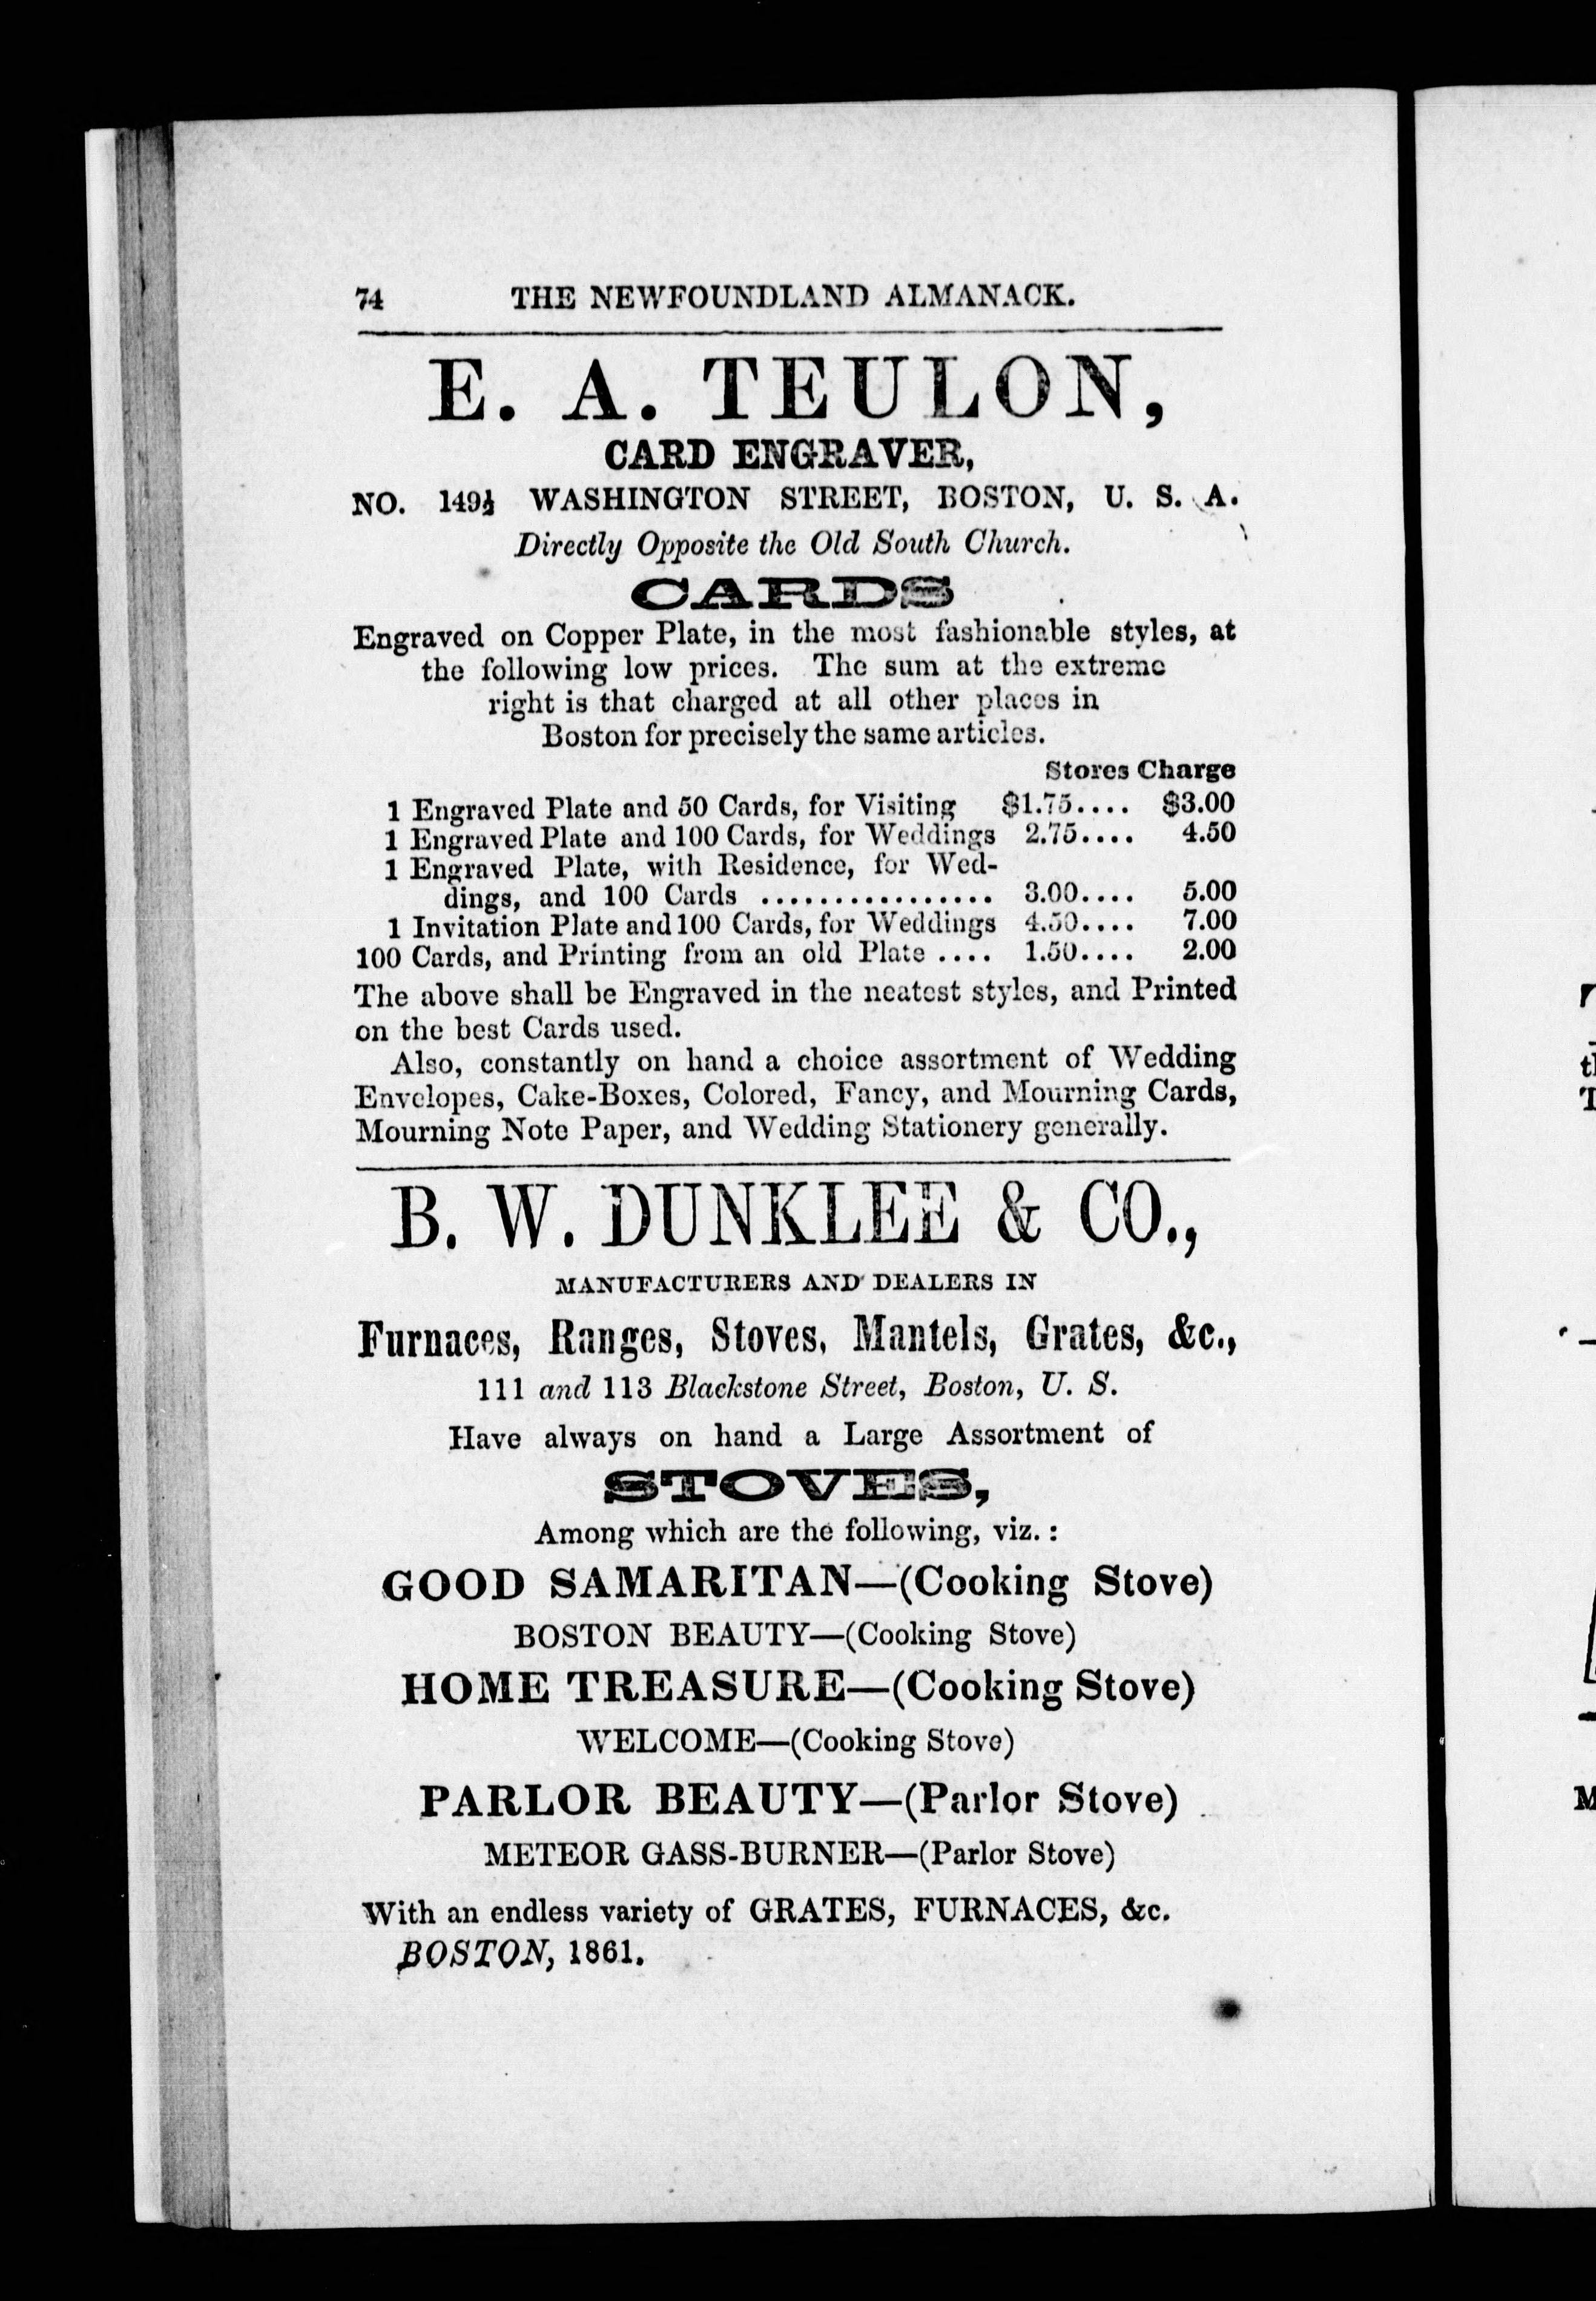 74 THE NEWFOUNDLAND ALMANACK.
E. A. TEULON,
CARD ENGRAVER,
NO. 149½ WASHINGTON STREET, BOSTON, U. S. A.
Directly Opposite the Old South Church.
CARDS
Engraved on Copper Plate, in the most fashionable styles, at
the following low prices. The sum at the extreme
right is that charged at all other places in
Boston for precisely the same articles.
Stores Charge
1 Engraved Plate and 50 Cards, for Visiting $1.75.... $3.00
1 Engraved Plate and 100 Cards, for Weddings 2.75.... 4.50
1 Engraved Plate, with Residence, for Wed-
dings, and 100 Cards ................ 3.00.... 5.00
1 Invitation Plate and 100 Cards, for Weddings 4.50.... 7.00
100 Cards, and Printing from an old Plate .... 1.50.... 2.00
The above shall be Engraved in the neatest styles, and Printed
on the best Cards used.
Also, constantly on hand a choice assortment of Wedding
Envelopes, Cake-Boxes, Colored, Fancy, and Mourning Cards,
Mourning Note Paper, and Wedding Stationery generally.
B. W. DUNKLEE & CO.,
MANUFACTURERS AND DEALERS IN
Furnaces, Ranges, Stoves, Mantels, Grates, &c.,
111 and 113 Blackstone Street, Boston, U. S.
Have always on hand a Large Assortment of
STOVES,
Among which are the following, viz. :
GOOD SAMARITAN—(Cooking Stove)
BOSTON BEAUTY—(Cooking Stove)
HOME TREASURE—(Cooking Stove)
WELCOME—(Cooking Stove)
PARLOR BEAUTY—(Parlor Stove)
METEOR GASS-BURNER—(Parlor Stove)
With an endless variety of GRATES, FURNACES, &c.
BOSTON, 1861.